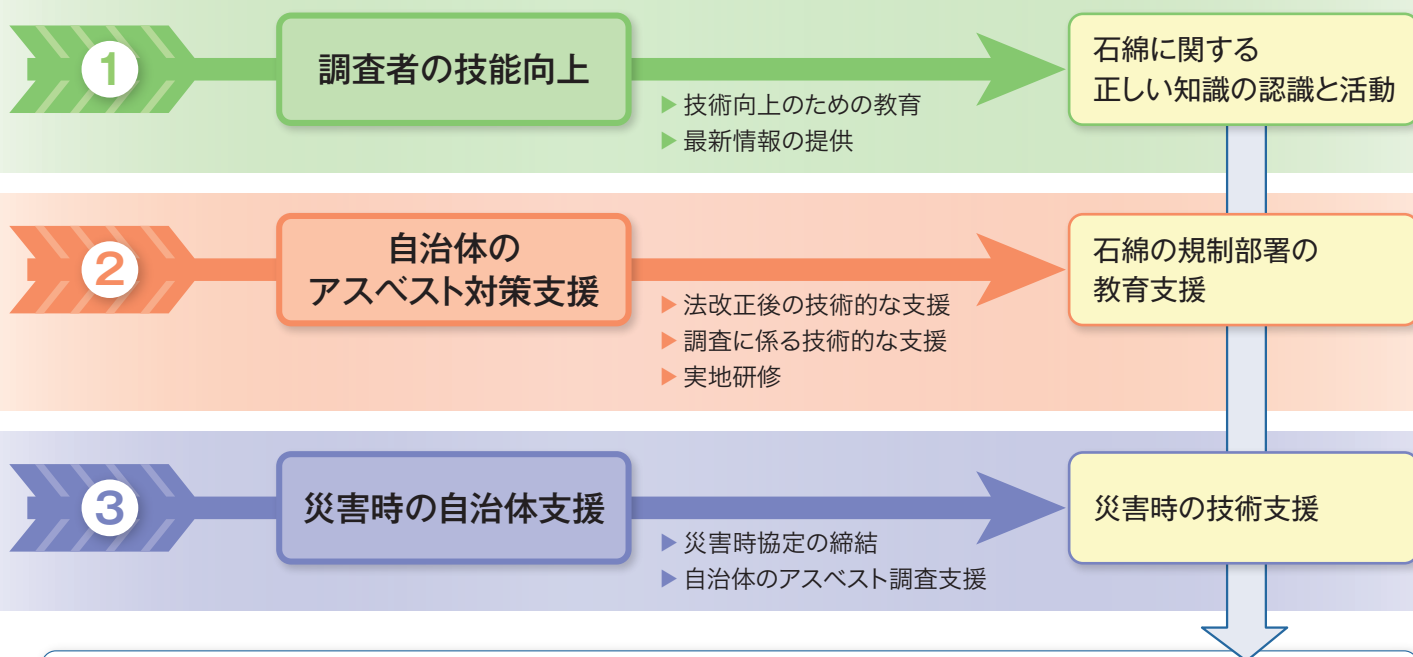 1
調査者の技能向上
▶ 技術向上のための教育
▶ 最新情報の提供
石綿に関する
正しい知識の認識と活動
2
自治体の
アスベスト対策支援
▶ 法改正後の技術的な支援
▶ 調査に係る技術的な支援
▶ 実地研修
石綿の規制部署の
教育支援
3
災害時の自治体支援
▶ 災害時協定の締結
▶ 自治体のアスベスト調査支援
災害時の技術支援